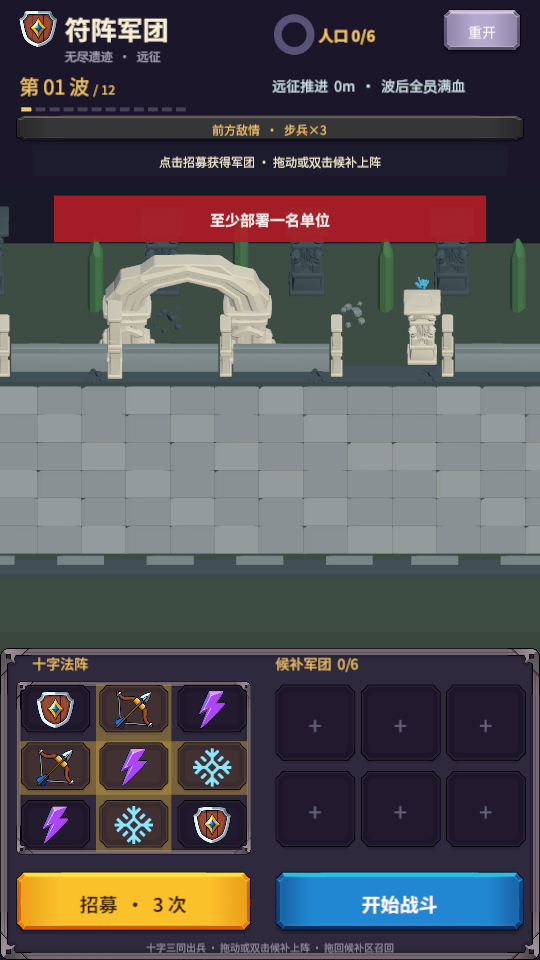 符阵军团
无尽遗迹 · 远征
人口 0/6
重开
第 01 波 / 12
远征推进 0m · 波后全员满血
前方敌情 · 步兵×3
点击招募获得军团 · 拖动或双击候补上阵
至少部署一名单位
十字法阵
候补军团 0/6
+ + +
+ + +
招募 · 3 次
开始战斗
十字三同出兵 · 拖动或双击候补上阵 · 拖回候补区召回